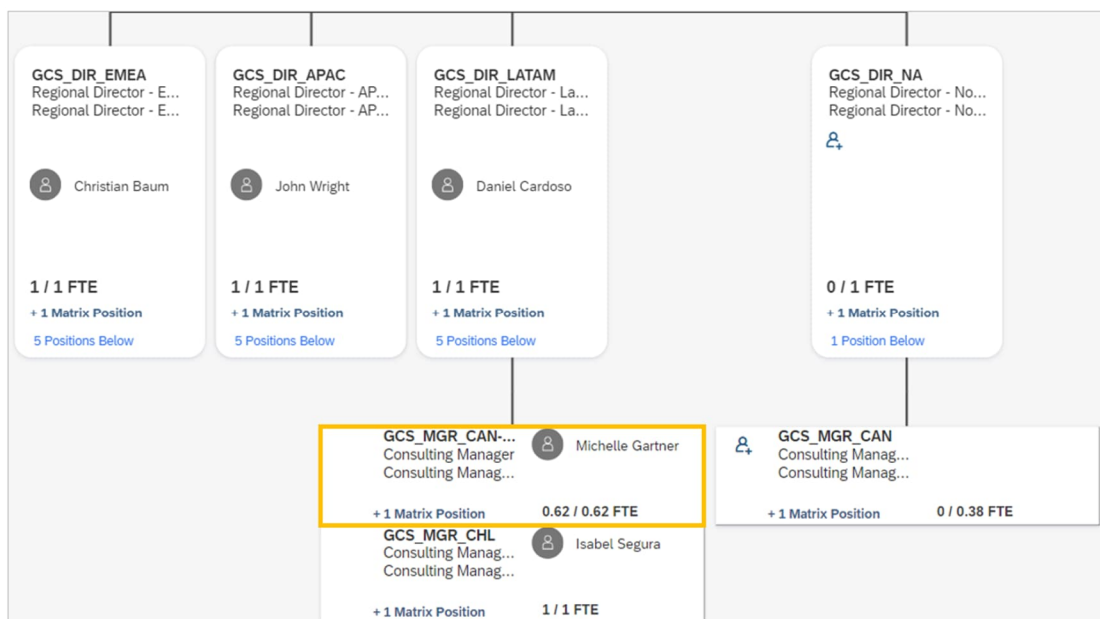 GCS_DIR_EMEA
Regional Director - E...
Regional Director - E...
Christian Baum
1 / 1 FTE
+ 1 Matrix Position
5 Positions Below
GCS_DIR_APAC
Regional Director - AP...
Regional Director - AP...
John Wright
1 / 1 FTE
+ 1 Matrix Position
5 Positions Below
GCS_DIR_LATAM
Regional Director - La...
Regional Director - La...
Daniel Cardoso
1 / 1 FTE
+ 1 Matrix Position
5 Positions Below
GCS_DIR_NA
Regional Director - No...
Regional Director - No...
0 / 1 FTE
+ 1 Matrix Position
1 Position Below
GCS_MGR_CAN-...
Consulting Manager
Consulting Manag...
Michelle Gartner
+ 1 Matrix Position
0.62 / 0.62 FTE
GCS_MGR_CHL
Consulting Manag...
Consulting Manag...
Isabel Segura
+ 1 Matrix Position
1 / 1 FTE
GCS_MGR_CAN
Consulting Manag...
Consulting Manag...
+ 1 Matrix Position
0 / 0.38 FTE